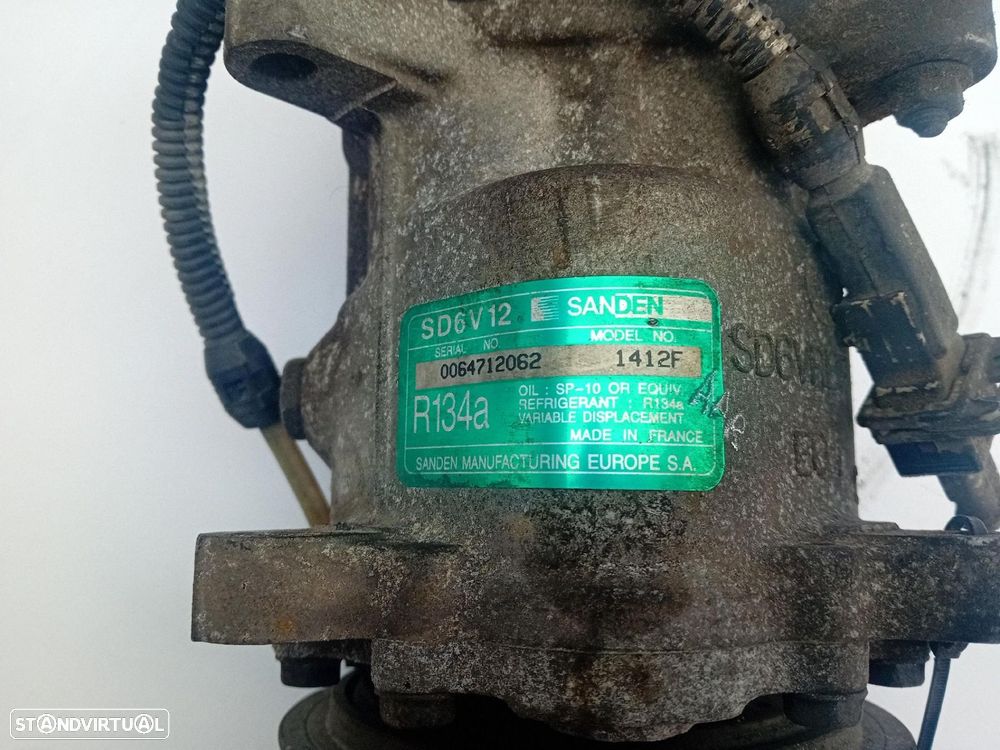 SD6V12 SANDEN
SERIAL NO. MODEL NO.
0064712062 1412F
R134a
OIL : SP-10 OR EQUIV.
REFRIGERANT : R134a
VARIABLE DISPLACEMENT
MADE IN FRANCE
SANDEN MANUFACTURING EUROPE S.A.
SD6V12
STANDVIRTUAL